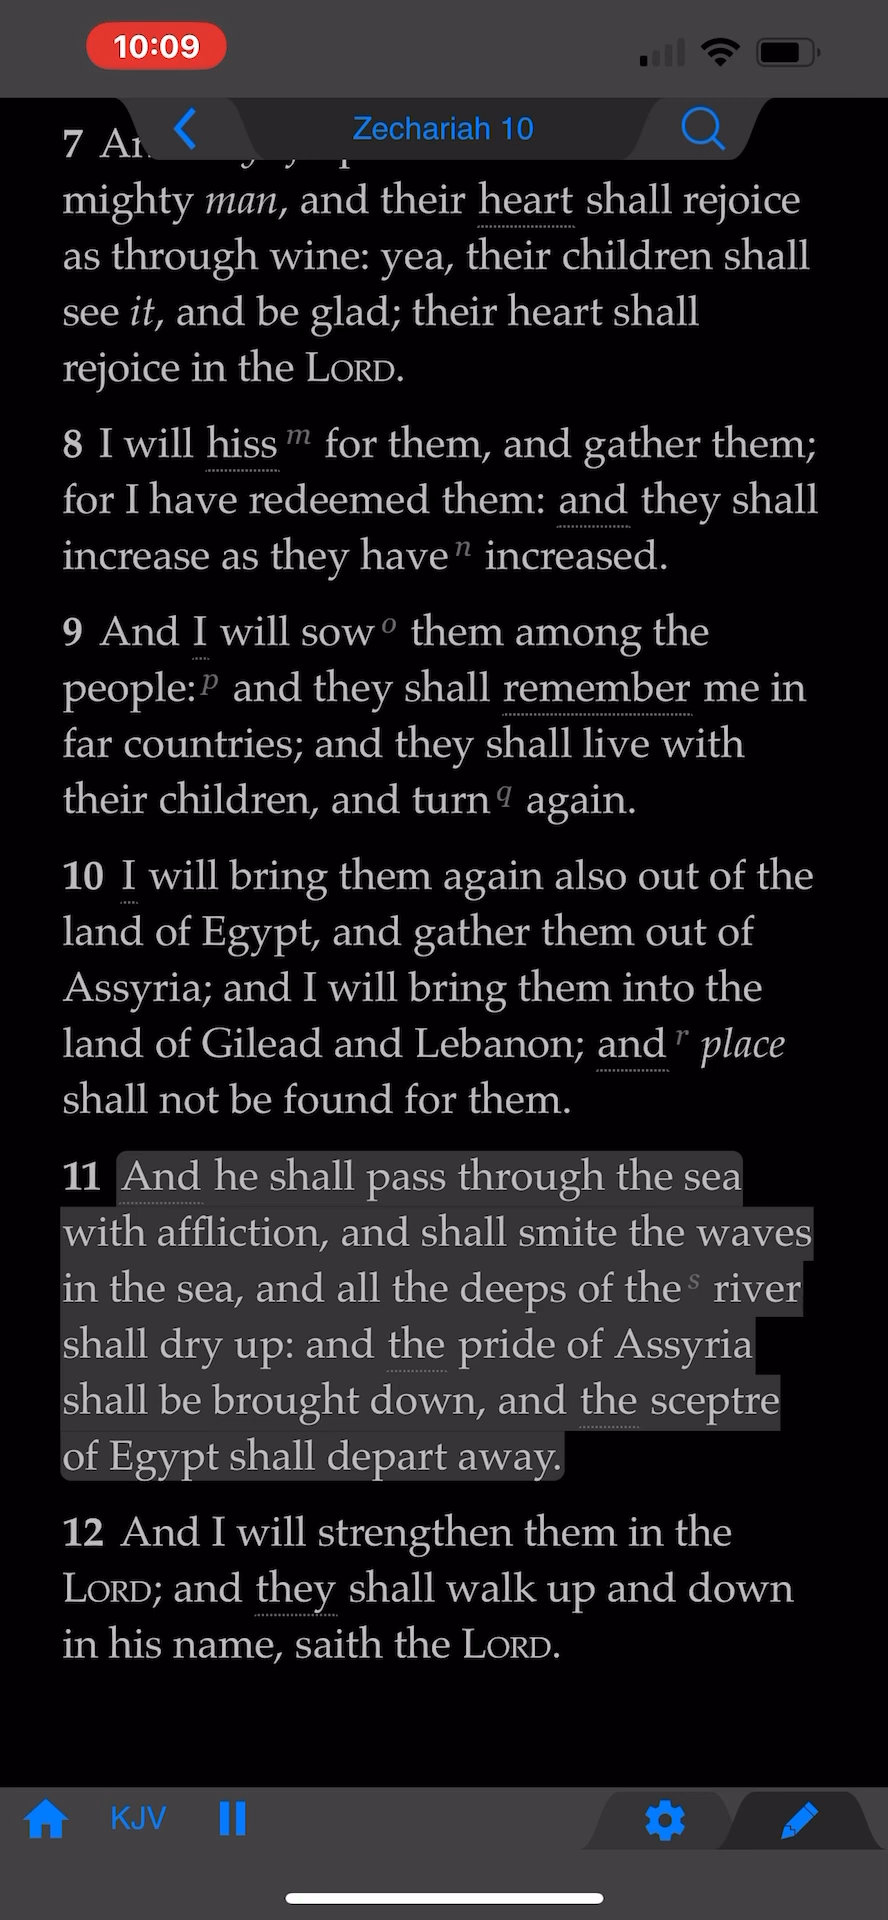 10:09
Zechariah 10
7
mighty man, and their heart shall rejoice
as through wine: yea, their children shall
see it, and be glad; their heart shall
rejoice in the LORD.
8 I will hiss m for them, and gather them;
for I have redeemed them: and they shall
increase as they have n increased.
9 And I will sow o them among the
people: p and they shall remember me in
far countries; and they shall live with
their children, and turn q again.
10 I will bring them again also out of the
land of Egypt, and gather them out of
Assyria; and I will bring them into the
land of Gilead and Lebanon; and r place
shall not be found for them.
11 And he shall pass through the sea
with affliction, and shall smite the waves
in the sea, and all the deeps of the s river
shall dry up: and the pride of Assyria
shall be brought down, and the sceptre
of Egypt shall depart away.
12 And I will strengthen them in the
LORD; and they shall walk up and down
in his name, saith the LORD.
KJV